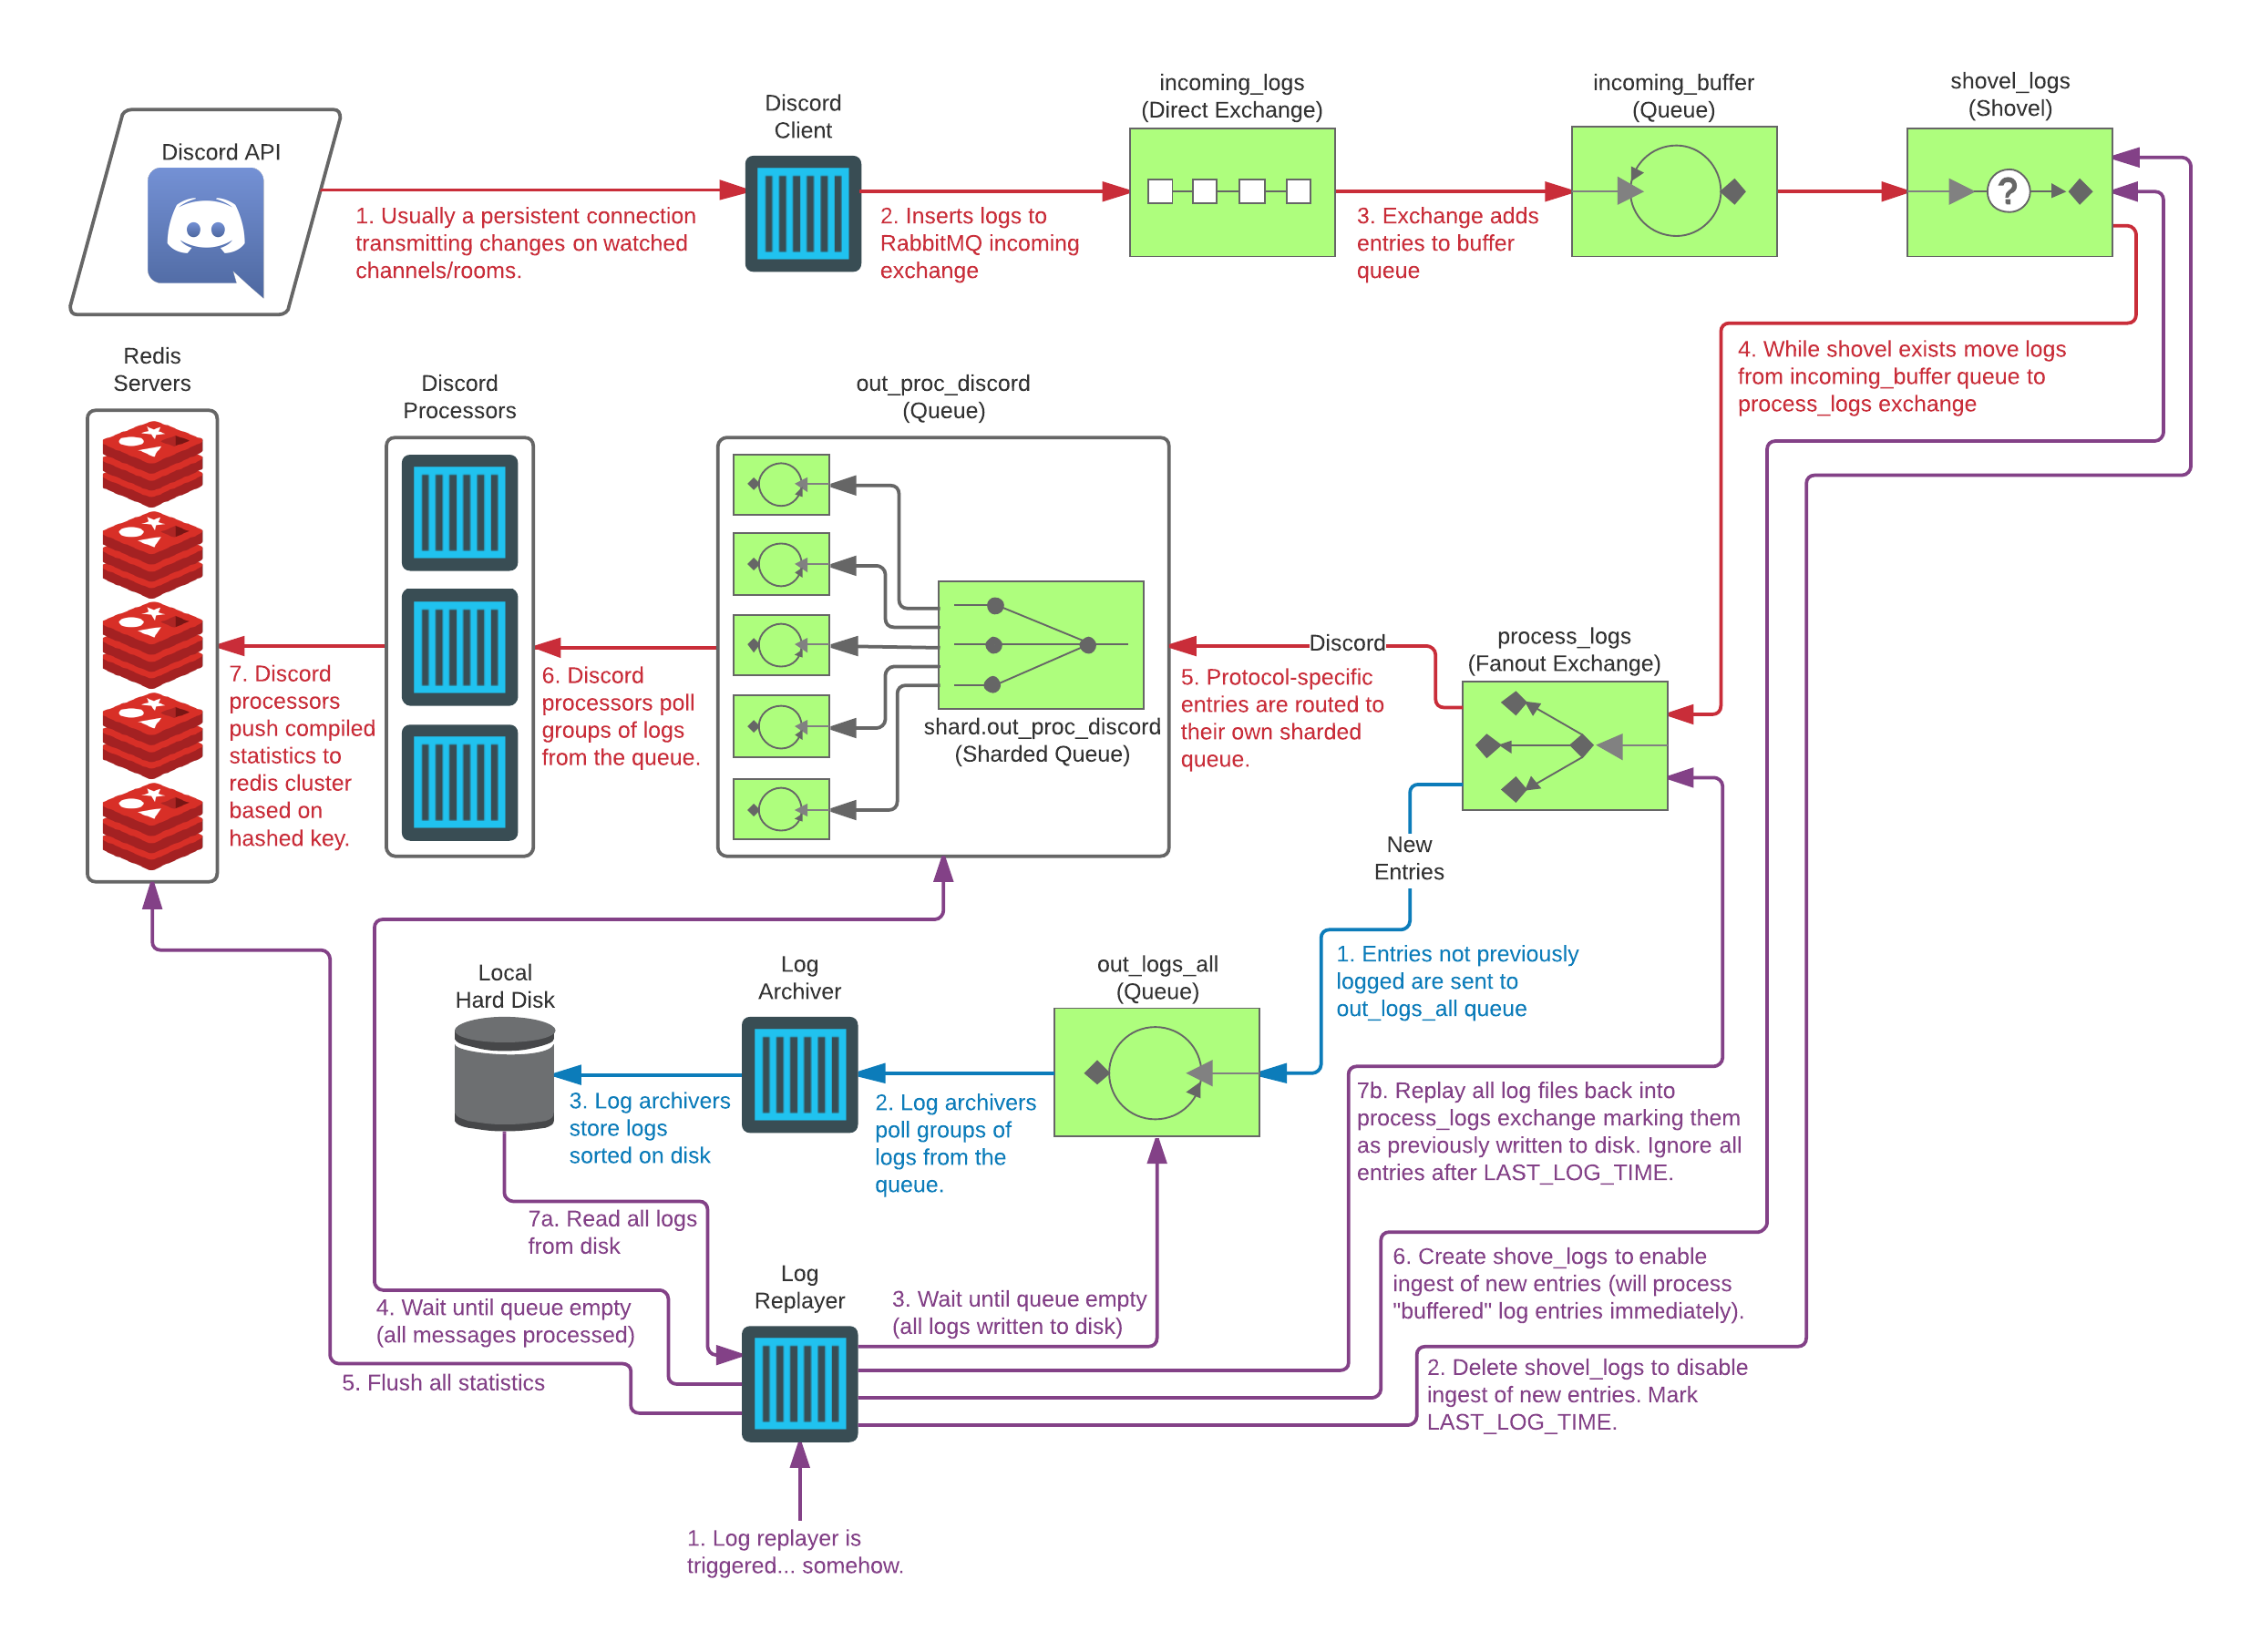 Discord API
Discord
Client
incoming_logs
(Direct Exchange)
incoming_buffer
(Queue)
shovel_logs
(Shovel)
?
1. Usually a persistent connection
transmitting changes on watched
channels/rooms.
2. Inserts logs to
RabbitMQ incoming
exchange
3. Exchange adds
entries to buffer
queue
4. While shovel exists move logs
from incoming_buffer queue to
process_logs exchange
Redis
Servers
Discord
Processors
out_proc_discord
(Queue)
shard.out_proc_discord
(Sharded Queue)
Discord
process_logs
(Fanout Exchange)
5. Protocol-specific
entries are routed to
their own sharded
queue.
6. Discord
processors poll
groups of logs
from the queue.
7. Discord
processors
push compiled
statistics to
redis cluster
based on
hashed key.
New
Entries
1. Entries not previously
logged are sent to
out_logs_all queue
Local
Hard Disk
Log
Archiver
out_logs_all
(Queue)
3. Log archivers
store logs
sorted on disk
2. Log archivers
poll groups of
logs from the
queue.
7b. Replay all log files back into
process_logs exchange marking them
as previously written to disk. Ignore all
entries after LAST_LOG_TIME.
7a. Read all logs
from disk
Log
Replayer
4. Wait until queue empty
(all messages processed)
3. Wait until queue empty
(all logs written to disk)
6. Create shove_logs to enable
ingest of new entries (will process
"buffered" log entries immediately).
5. Flush all statistics
2. Delete shovel_logs to disable
ingest of new entries. Mark
LAST_LOG_TIME.
1. Log replayer is
triggered... somehow.